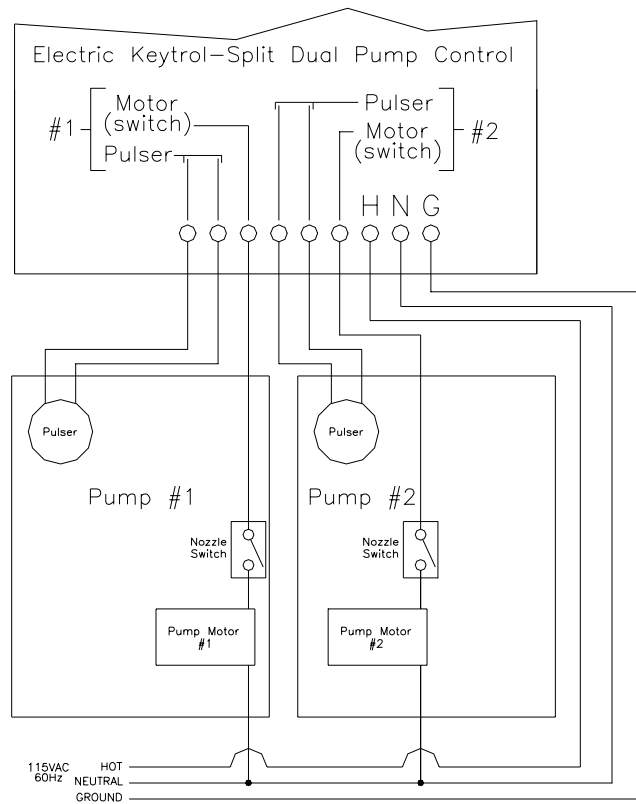 Electric Keytrol-Split Dual Pump Control
#1
Motor
(switch)
Pulser
Pulser
Motor
(switch)
#2
H N G
Pulser
Pump #1
Nozzle
Switch
Pump Motor
#1
Pulser
Pump #2
Nozzle
Switch
Pump Motor
#2
115VAC
60Hz
HOT
NEUTRAL
GROUND